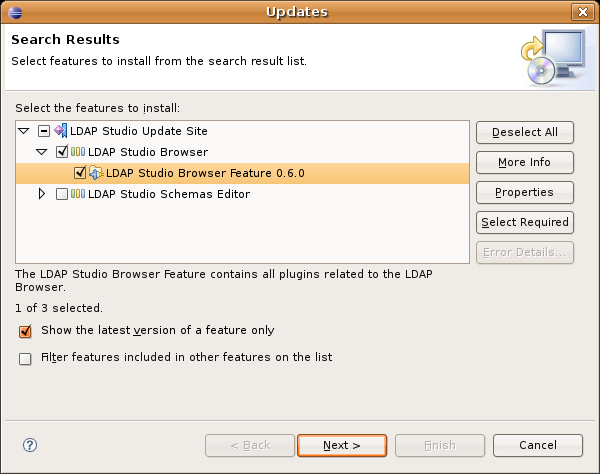 Updates
Search Results
Select features to install from the search result list.
Select the features to install:
LDAP Studio Update Site
LDAP Studio Browser
LDAP Studio Browser Feature 0.6.0
LDAP Studio Schemas Editor
Deselect All
More Info
Properties
Select Required
Error Details...
The LDAP Studio Browser Feature contains all plugins related to the LDAP
Browser.
1 of 3 selected.
Show the latest version of a feature only
Filter features included in other features on the list
?
< Back
Next >
Finish
Cancel